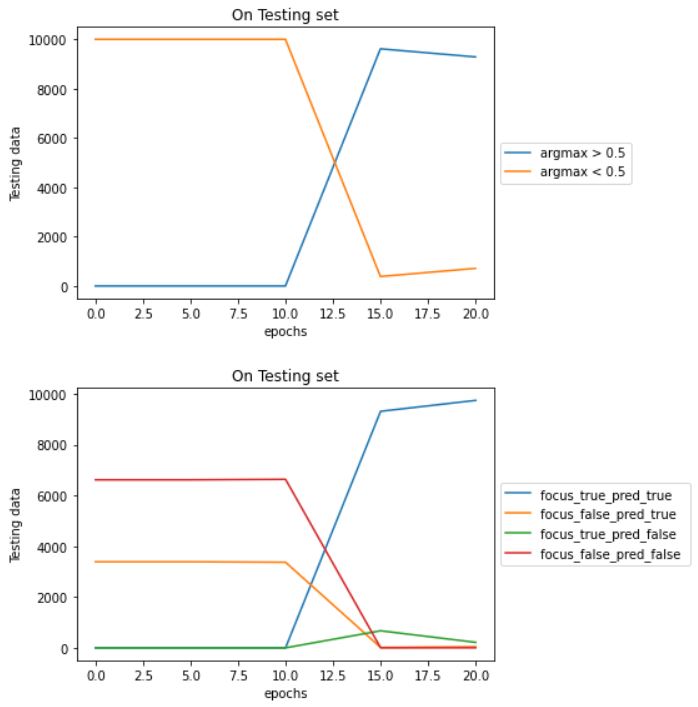 On Testing set
10000
8000
6000
4000
2000
0
Testing data
0.0 2.5 5.0 7.5 10.0 12.5 15.0 17.5 20.0
epochs
argmax > 0.5
argmax < 0.5
On Testing set
10000
8000
6000
4000
2000
0
Testing data
0.0 2.5 5.0 7.5 10.0 12.5 15.0 17.5 20.0
epochs
focus_true_pred_true
focus_false_pred_true
focus_true_pred_false
focus_false_pred_false